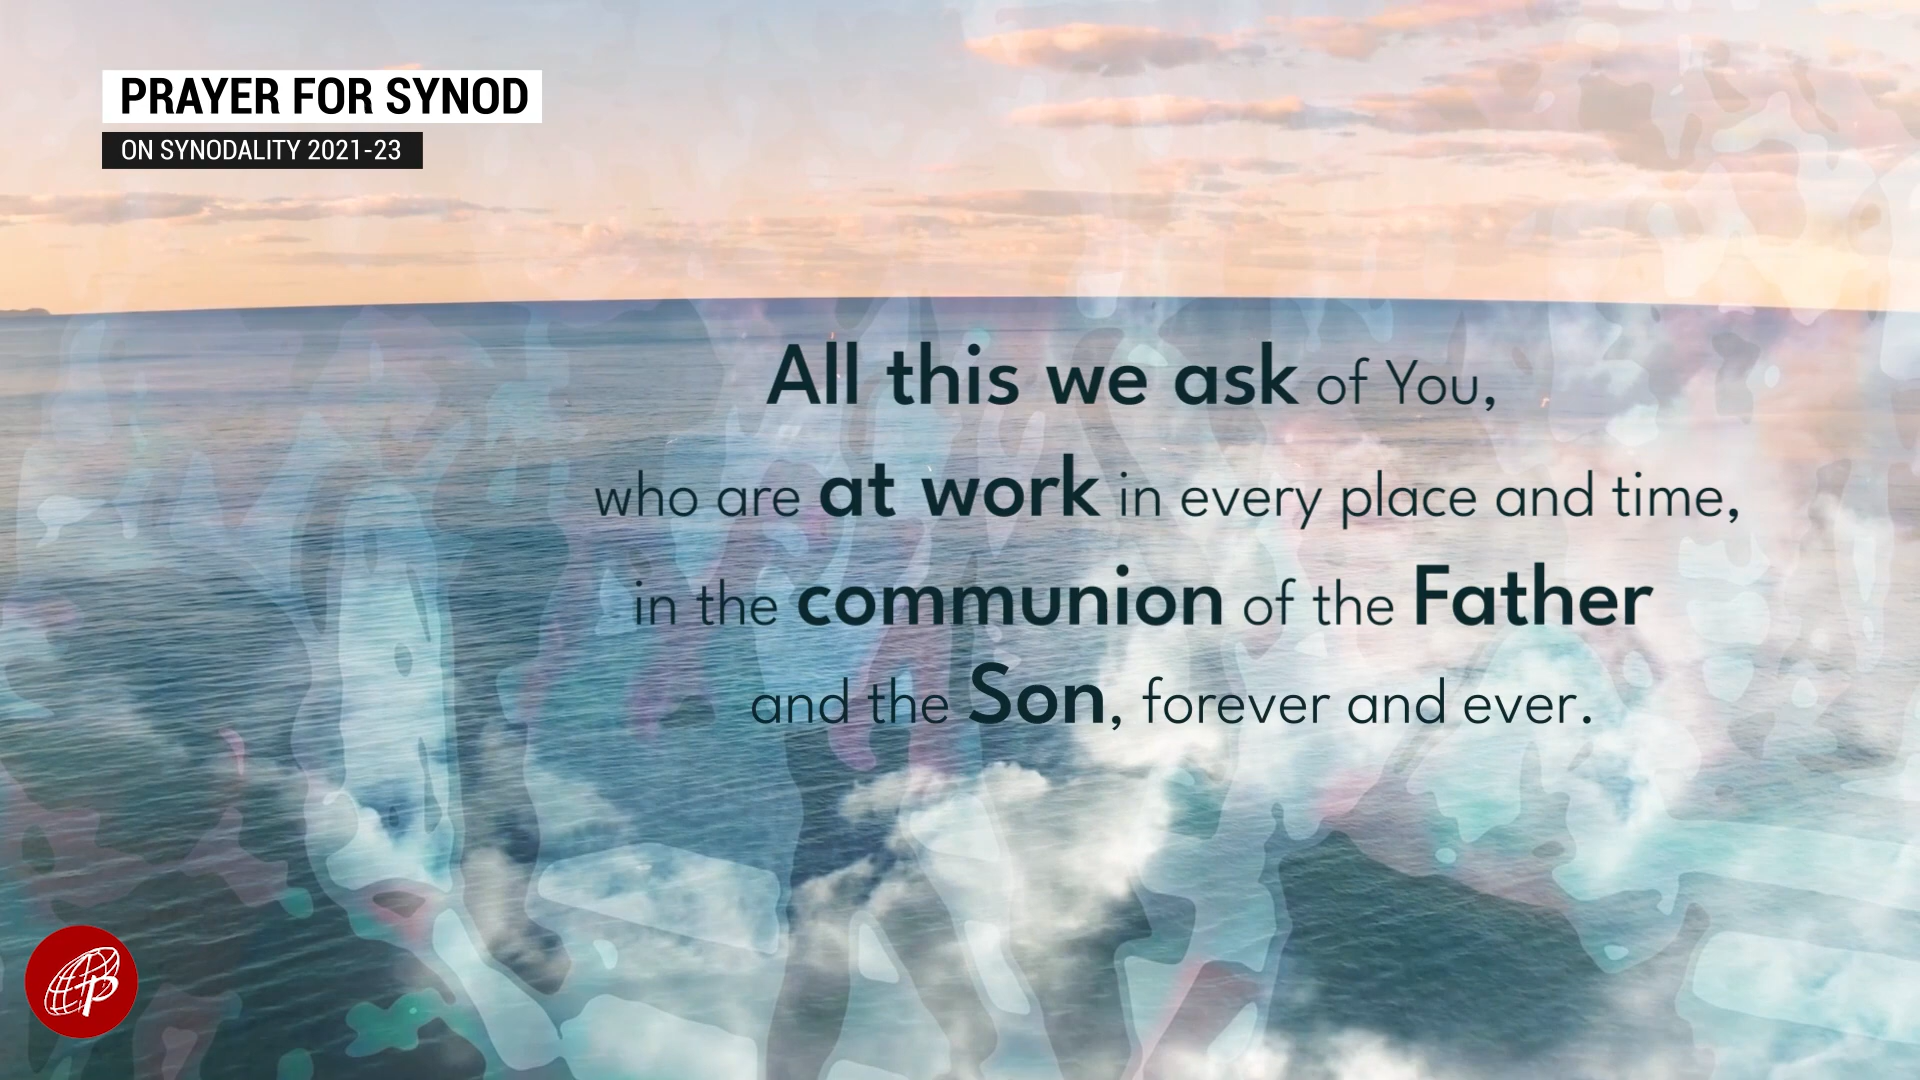 PRAYER FOR SYNOD
ON SYNODALITY 2021-23
All this we ask of You,
who are at work in every place and time,
in the communion of the Father
and the Son, forever and ever.